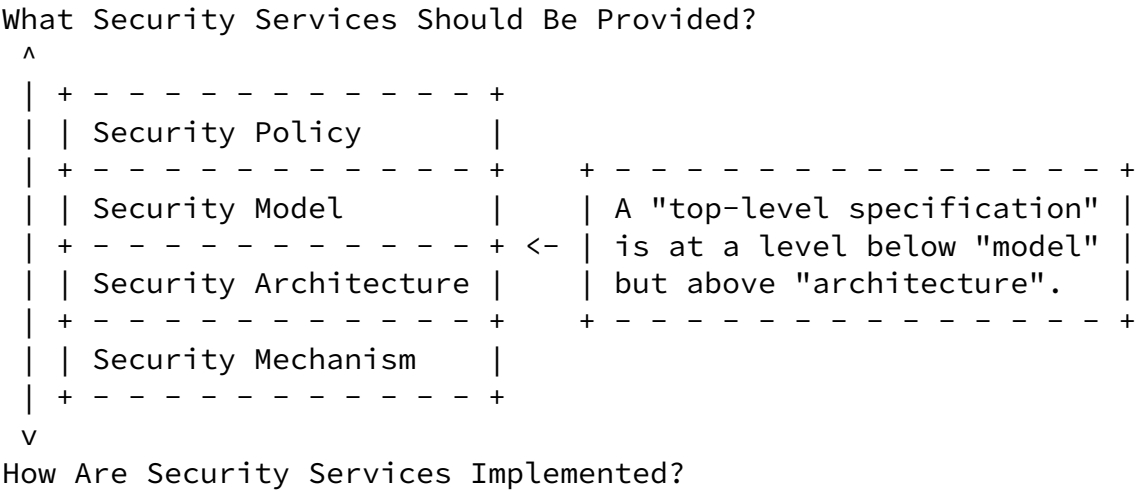 What Security Services Should Be Provided?
 ^
 | + - - - - - - - - - - - - +
 | | Security Policy         |
 | + - - - - - - - - - - - - +    + - - - - - - - - - - - - - - - +
 | | Security Model          |    | A "top-level specification" |
 | + - - - - - - - - - - - - + <- | is at a level below "model" |
 | | Security Architecture |      | but above "architecture".   |
 | + - - - - - - - - - - - - +    + - - - - - - - - - - - - - - - +
 | | Security Mechanism      |
 | + - - - - - - - - - - - - +
 v
How Are Security Services Implemented?